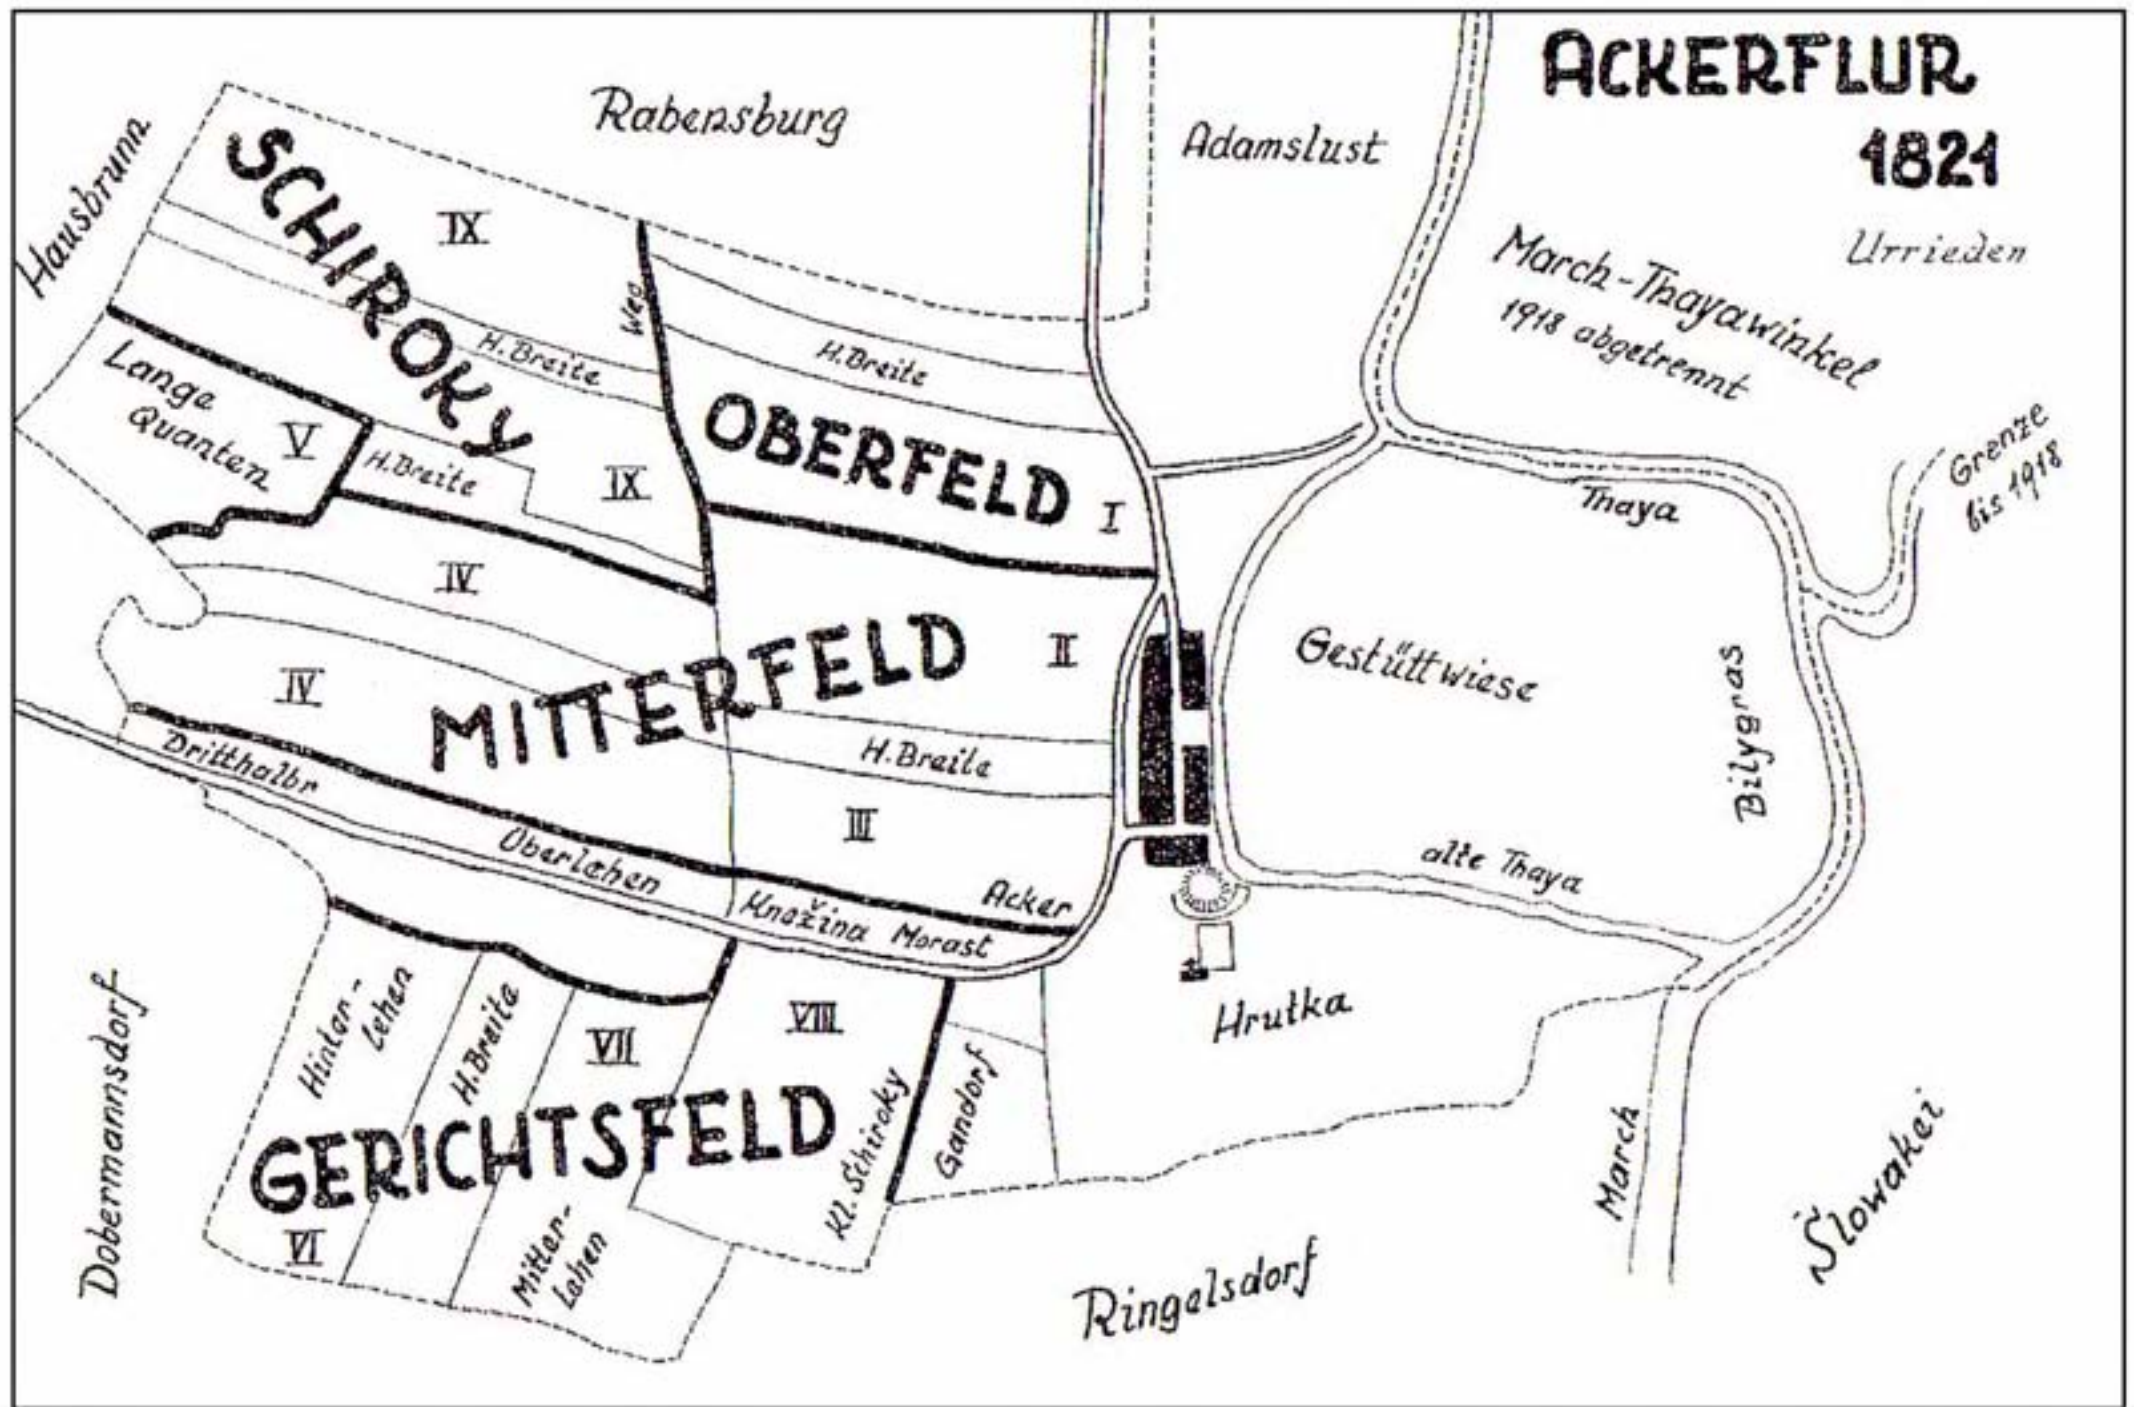 ACKERFLUR
1821
Urrieden
Rabensburg
Adamslust
Hausbrunn
SCHIROKY
IX
Weg
H. Breite
H. Breite
March-Thayawinkel
1918 abgetrennt
Grenze
bis 1918
Lange
Quanten
V
H. Breite
IX
OBERFELD
I
Thaya
IV
MITTERFELD
II
Gestüttwiese
Bilygras
IV
H. Breite
III
Dritthalbr
Oberlehen
Acker
Knožina Morast
alte Thaya
Hrutka
Dobermannsdorf
Hinter-
Lehen
H. Breite
VII
VIII
GERICHTSFELD
VI
Mitter-
Lehen
Kl. Schiroky
Gandorf
Ringelsdorf
March
Slowakei